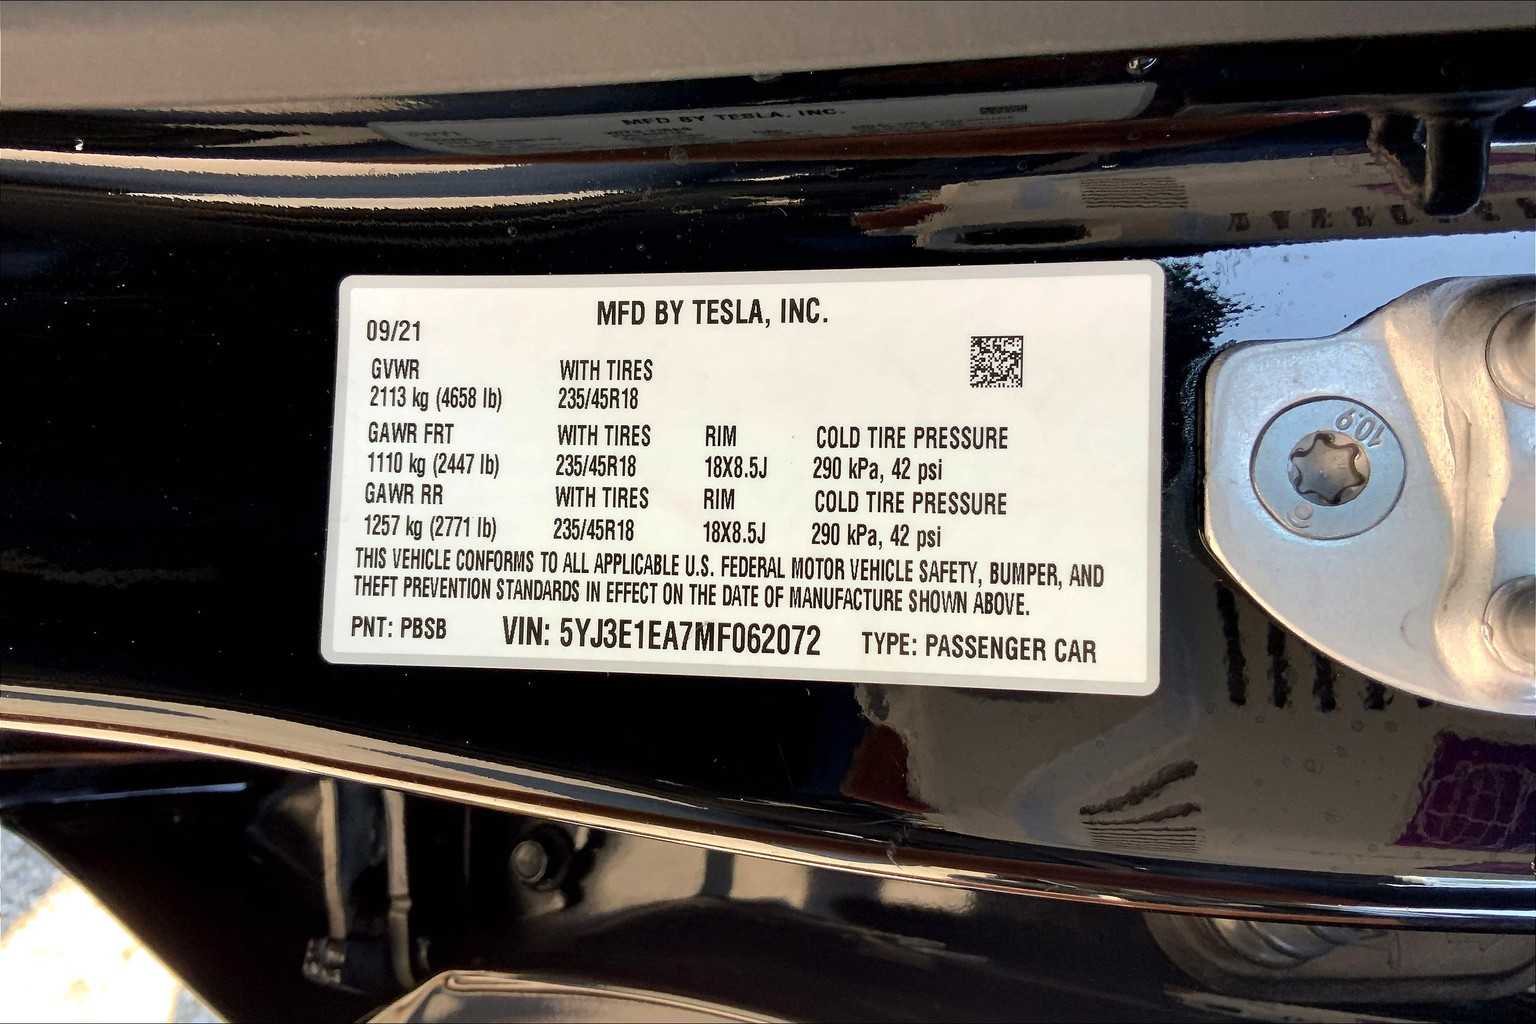 MFD BY TESLA, INC.
MFD BY TESLA, INC.
09/21
GVWR WITH TIRES
2113 kg (4658 lb) 235/45R18
GAWR FRT WITH TIRES RIM COLD TIRE PRESSURE
1110 kg (2447 lb) 235/45R18 18X8.5J 290 kPa, 42 psi
GAWR RR WITH TIRES RIM COLD TIRE PRESSURE
1257 kg (2771 lb) 235/45R18 18X8.5J 290 kPa, 42 psi
THIS VEHICLE CONFORMS TO ALL APPLICABLE U.S. FEDERAL MOTOR VEHICLE SAFETY, BUMPER, AND
THEFT PREVENTION STANDARDS IN EFFECT ON THE DATE OF MANUFACTURE SHOWN ABOVE.
PNT: PBSB VIN: 5YJ3E1EA7MF062072 TYPE: PASSENGER CAR
10.9